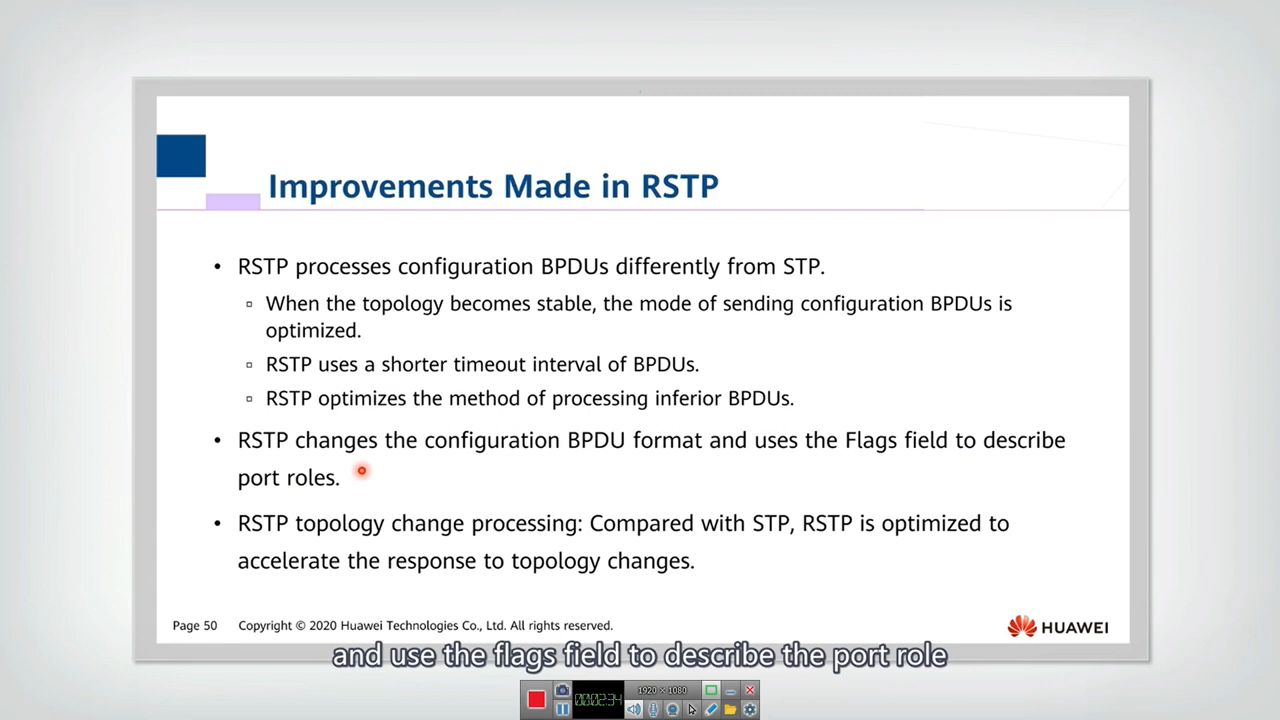 Improvements Made in RSTP
• RSTP processes configuration BPDUs differently from STP.
▫ When the topology becomes stable, the mode of sending configuration BPDUs is
optimized.
▫ RSTP uses a shorter timeout interval of BPDUs.
▫ RSTP optimizes the method of processing inferior BPDUs.
• RSTP changes the configuration BPDU format and uses the Flags field to describe
port roles.
• RSTP topology change processing: Compared with STP, RSTP is optimized to
accelerate the response to topology changes.
Page 50 Copyright © 2020 Huawei Technologies Co., Ltd. All rights reserved.
HUAWEI
and use the flags field to describe the port role
00:02:34
1920 × 1080